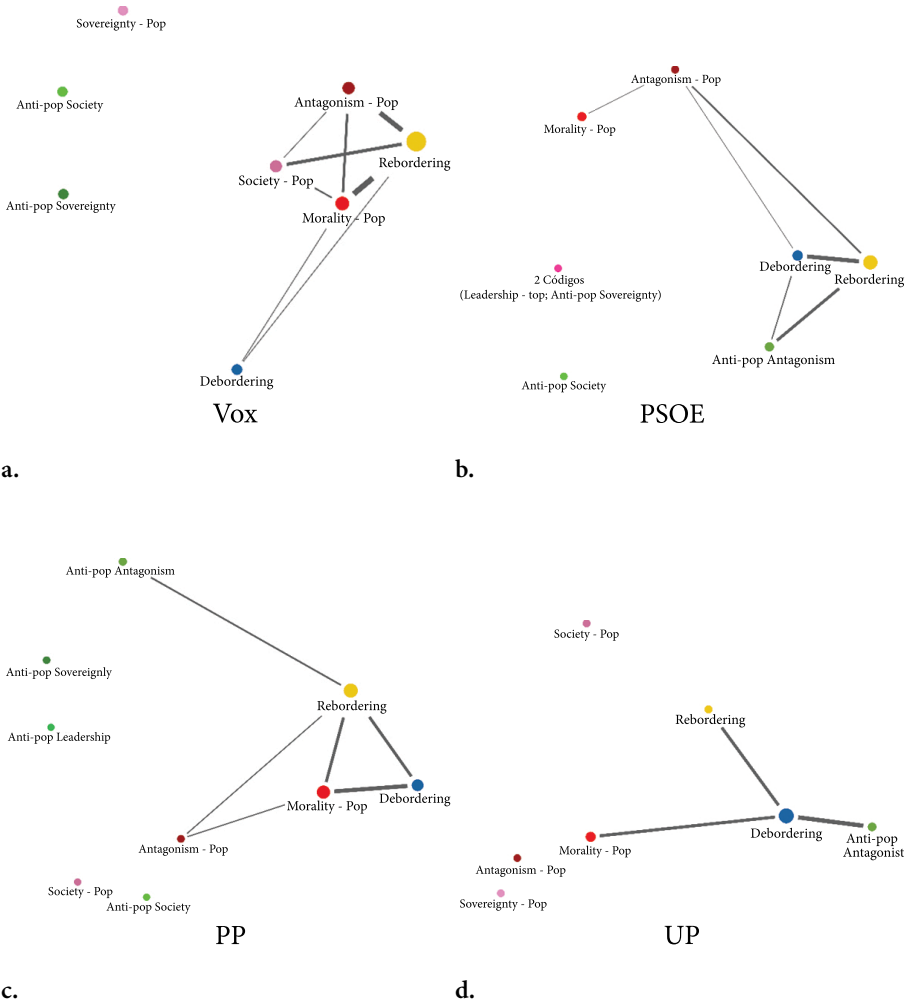 Sovereignty - Pop
Anti-pop Society
Antagonism - Pop
Rebordering
Society - Pop
Anti-pop Sovereignty
Morality - Pop
Debordering
Vox
a.
Antagonism - Pop
Morality - Pop
Debordering
Rebordering
2 Códigos
(Leadership - top; Anti-pop Sovereignty)
Anti-pop Antagonism
Anti-pop Society
PSOE
b.
Anti-pop Antagonism
Anti-pop Sovereignly
Rebordering
Anti-pop Leadership
Morality - Pop
Debordering
Antagonism - Pop
Society - Pop
Anti-pop Society
PP
c.
Society - Pop
Rebordering
Debordering
Anti-pop
Antagonist
Morality - Pop
Antagonism - Pop
Sovereignty - Pop
UP
d.